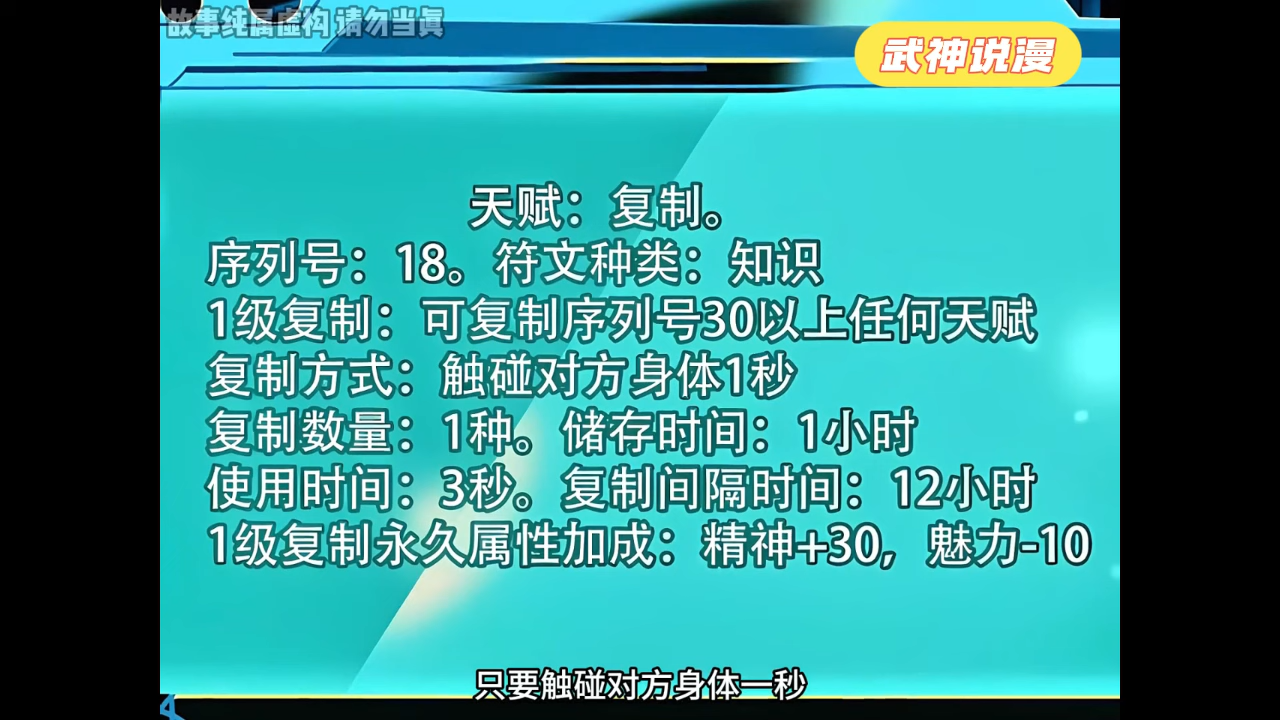 故事纯属虚构 请勿当真
武神说漫
天赋：复制。
序列号：18。符文种类：知识
1级复制：可复制序列号30以上任何天赋
复制方式：触碰对方身体1秒
复制数量：1种。储存时间：1小时
使用时间：3秒。复制间隔时间：12小时
1级复制永久属性加成：精神+30，魅力-10
只要触碰对方身体一秒